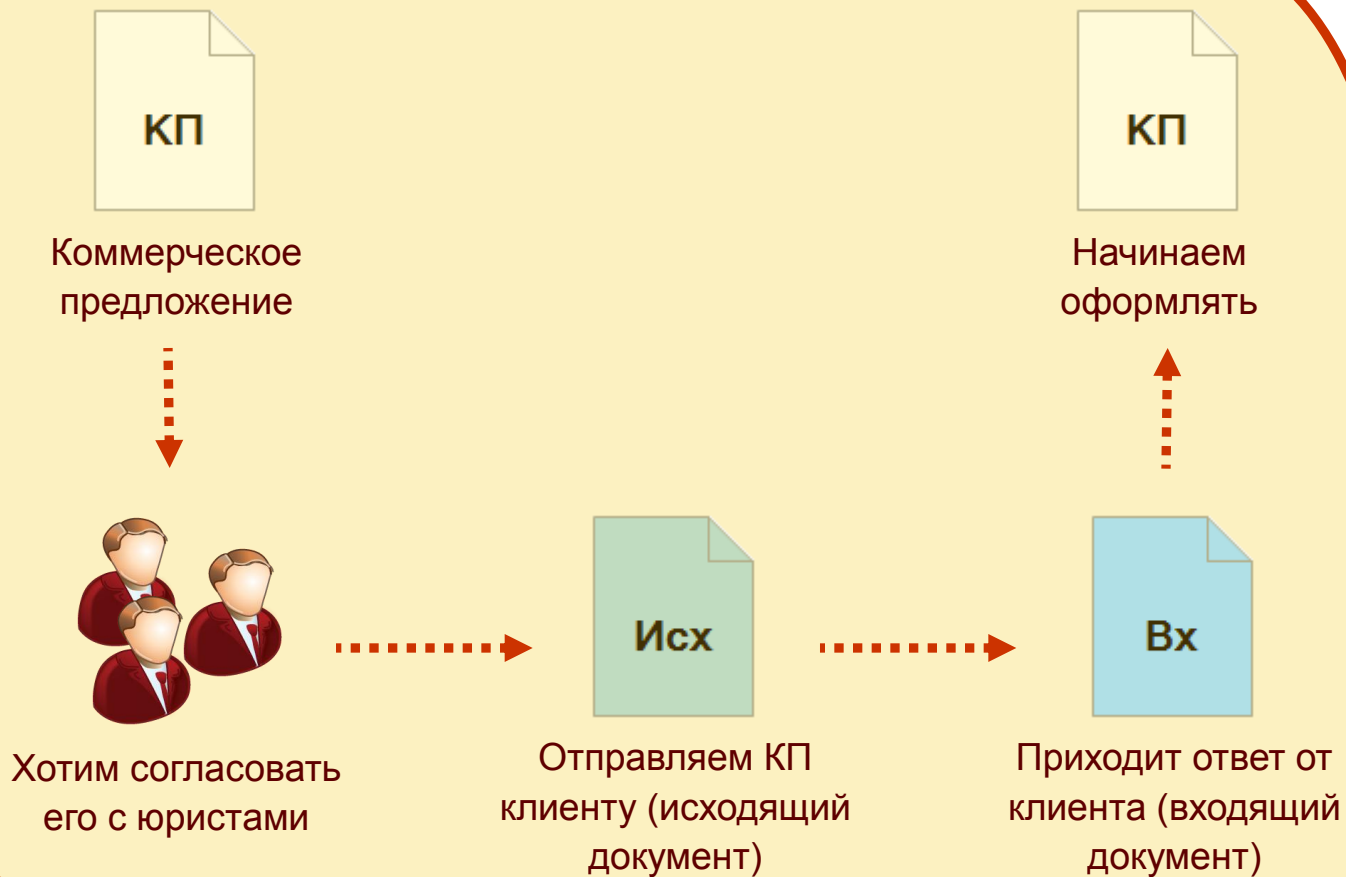 КП
Коммерческое
предложение
КП
Начинаем
оформлять
Хотим согласовать
его с юристами
Исх
Отправляем КП
клиенту (исходящий
документ)
Вх
Приходит ответ от
клиента (входящий
документ)